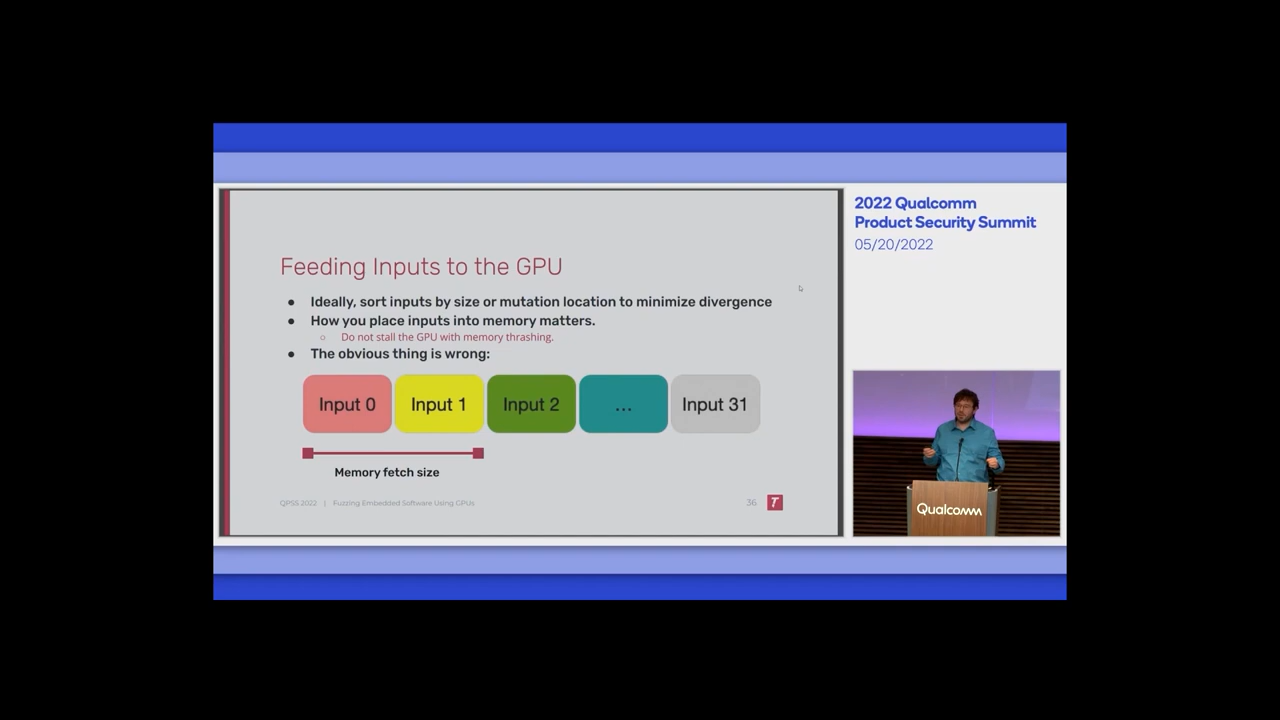 2022 Qualcomm
Product Security Summit
05/20/2022
Feeding Inputs to the GPU
● Ideally, sort inputs by size or mutation location to minimize divergence
● How you place inputs into memory matters.
○ Do not stall the GPU with memory thrashing.
● The obvious thing is wrong:
Input 0 Input 1 Input 2 ... Input 31
Memory fetch size
QPSS 2022 | Fuzzing Embedded Software Using GPUs 36 T
Qualcomm